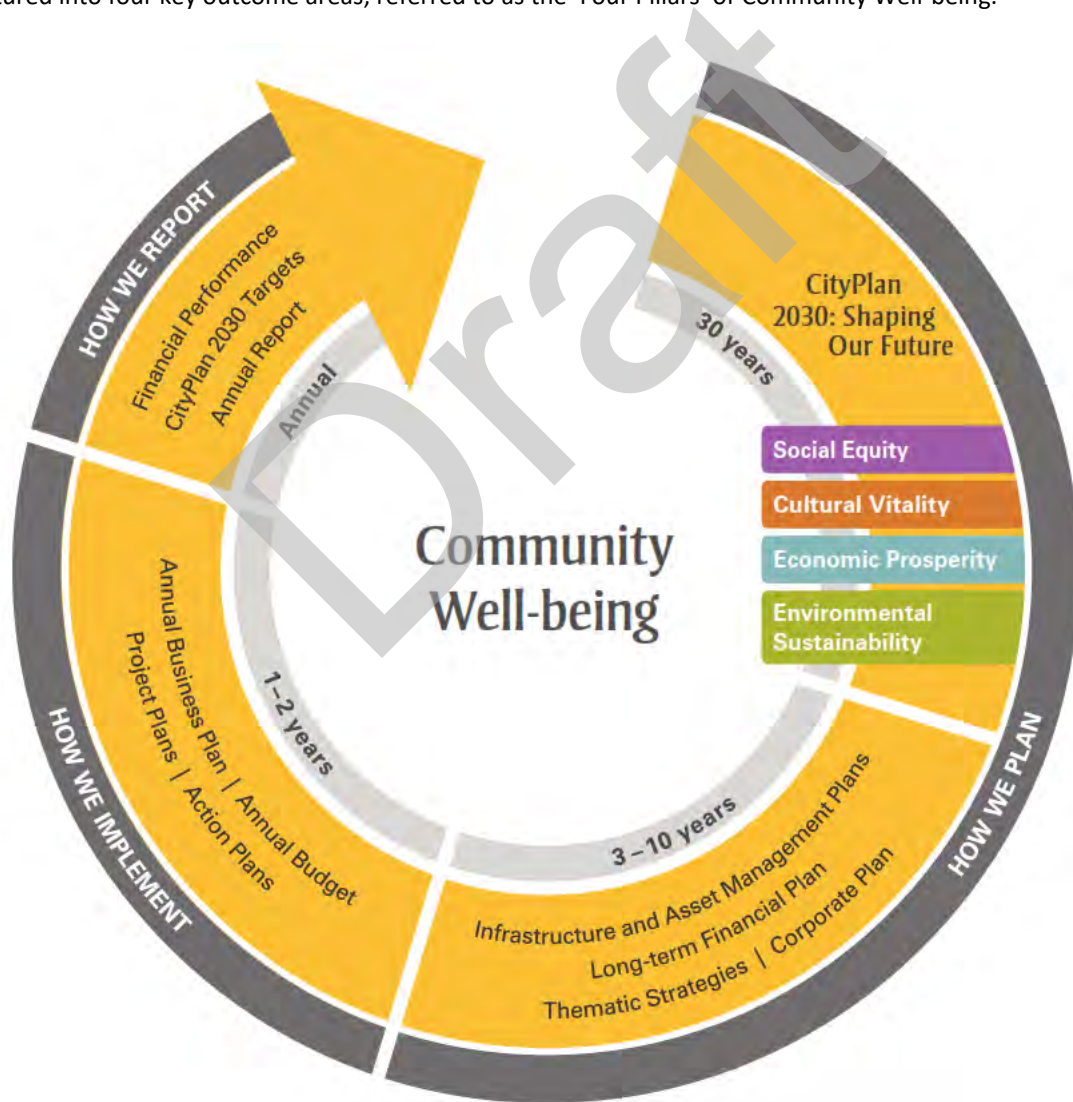 tured into four key outcome areas, referred to as the 'Four Pillars' of Community Well-being:
Draft
HOW WE PLAN
30 years
CityPlan
2030: Shaping
Our Future
Social Equity
Cultural Vitality
Economic Prosperity
Environmental
Sustainability
3–10 years
Infrastructure and Asset Management Plans
Long-term Financial Plan
Thematic Strategies | Corporate Plan
HOW WE IMPLEMENT
1–2 years
Annual Business Plan | Annual Budget
Project Plans | Action Plans
HOW WE REPORT
Annual
Financial Performance
CityPlan 2030 Targets
Annual Report
Community
Well-being